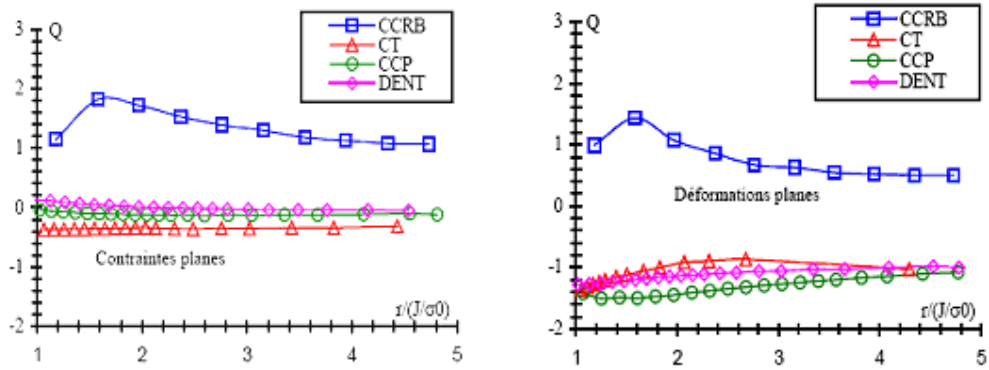 3
Q
CCRB
CT
CCP
DENT
2
1
0
-1
-2
Contraintes planes
r/(J/σ0)
1
2
3
4
5
3
Q
CCRB
CT
CCP
DENT
2
1
0
-1
-2
Déformations planes
r/(J/σ0)
1
2
3
4
5